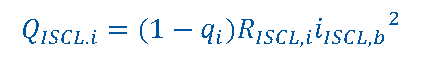 Q_{ISCL.i} = (1 − q_i)R_{ISCL,i}i_{ISCL,b}^2